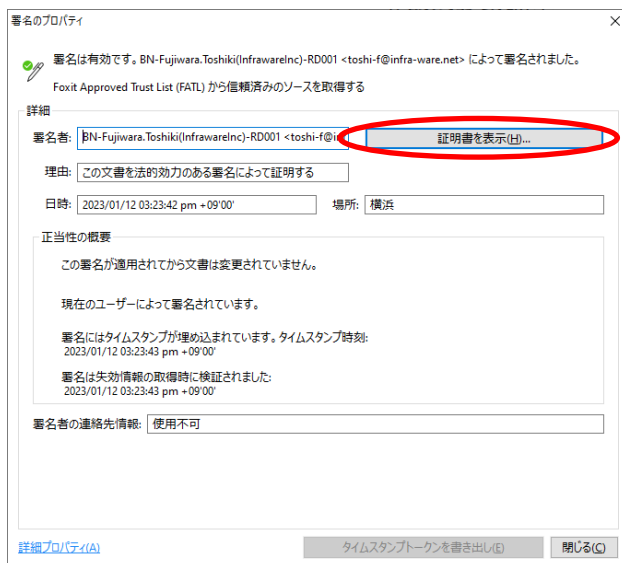 署名のプロパティ
署名は有効です。BN-Fujiwara.Toshiki(InfrawareInc)-RD001 <toshi-f@infra-ware.net> によって署名されました。
Foxit Approved Trust List (FATL) から信頼済みのソースを取得する
詳細
署名者: BN-Fujiwara.Toshiki(InfrawareInc)-RD001 <toshi-f@in 証明書を表示(H)...
理由: この文書を法的効力のある署名によって証明する
日時: 2023/01/12 03:23:42 pm +09'00' 場所: 横浜
正当性の概要
この署名が適用されてから文書は変更されていません。
現在のユーザーによって署名されています。
署名にはタイムスタンプが埋め込まれています。タイムスタンプ時刻:
2023/01/12 03:23:43 pm +09'00'
署名は失効情報の取得時に検証されました:
2023/01/12 03:23:43 pm +09'00'
署名者の連絡先情報: 使用不可
詳細プロパティ(A) タイムスタンプトークンを書き出し(E) 閉じる(C)